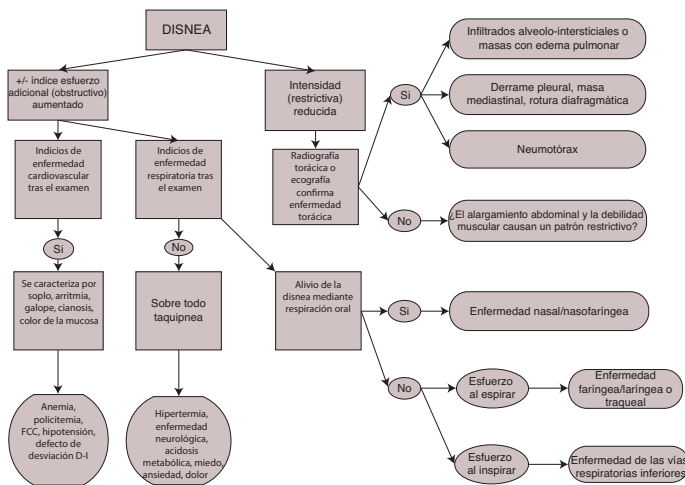 DISNEA
+/- índice esfuerzo
adicional (obstructivo)
aumentado
Intensidad
(restrictiva)
reducida
Si
Infiltrados alveolo-intersticiales o
masas con edema pulmonar
Derrame pleural, masa
mediastinal, rotura diafragmática
Neumotórax
Indicios de
enfermedad
cardiovascular
tras el examen
Indicios de
enfermedad
respiratoria tras
el examen
Radiografía
torácica o
ecografía
confirma
enfermedad
torácica
No
¿El alargamiento abdominal y la debilidad
muscular causan un patrón restrictivo?
Si
No
Se caracteriza por
soplo, arritmia,
galope, cianosis,
color de la mucosa
Sobre todo
taquipnea
Alivio de la
disnea mediante
respiración oral
Si
Enfermedad nasal/nasofaríngea
No
Esfuerzo
al espirar
Enfermedad
faríngea/laríngea o
traqueal
Esfuerzo
al inspirar
Enfermedad de las vías
respiratorias inferiores
Anemia,
policitemia,
FCC, hipotensión,
defecto de
desviación D-I
Hipertermia,
enfermedad
neurológica,
acidosis
metabólica, miedo,
ansiedad, dolor